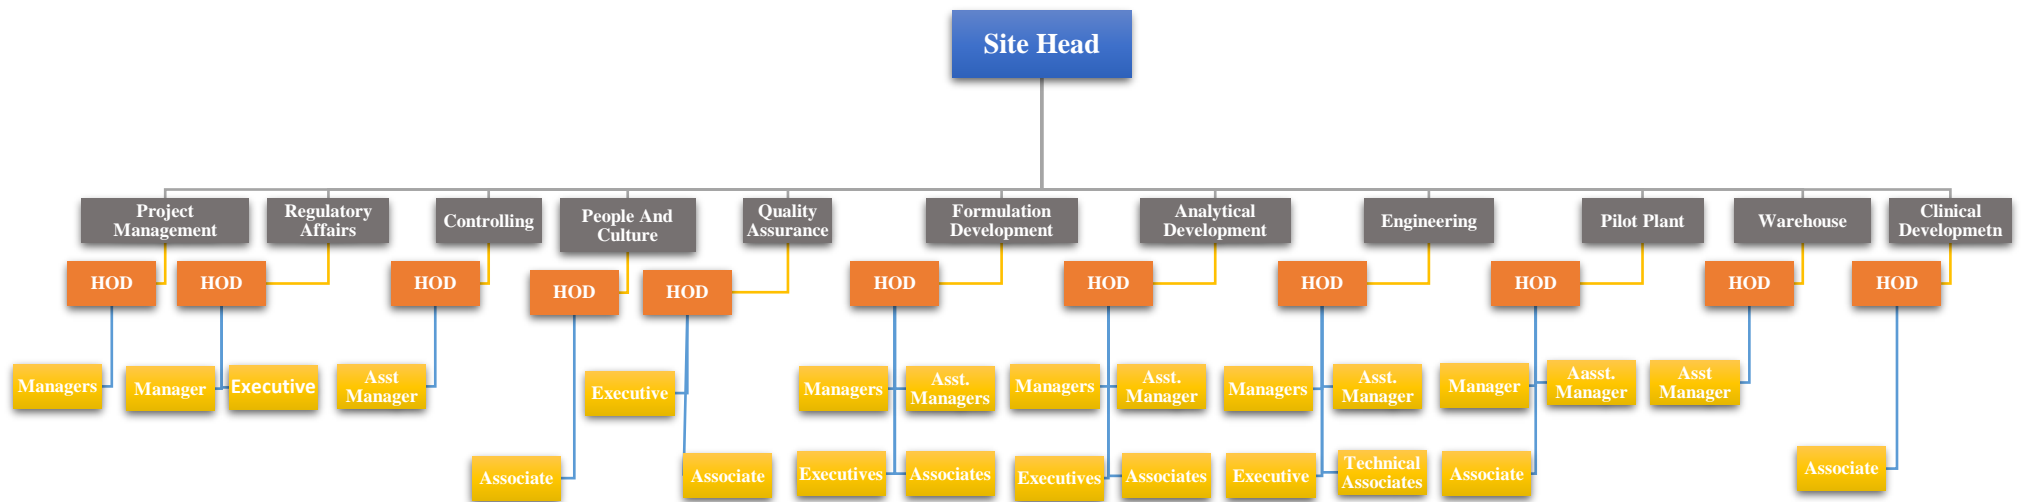 Site Head
Project
Management
Regulatory
Affairs
Controlling
People And
Culture
Quality
Assurance
Formulation
Development
Analytical
Development
Engineering
Pilot Plant
Warehouse
Clinical
Developmetn
HOD
HOD
HOD
HOD
HOD
HOD
HOD
HOD
HOD
HOD
HOD
Managers
Manager
Executive
Asst
Manager
Executive
Managers
Asst.
Managers
Managers
Asst.
Manager
Managers
Asst.
Manager
Manager
Aasst.
Manager
Asst
Manager
Associate
Associate
Executives
Associates
Executives
Associates
Executive
Technical
Associates
Associate
Associate